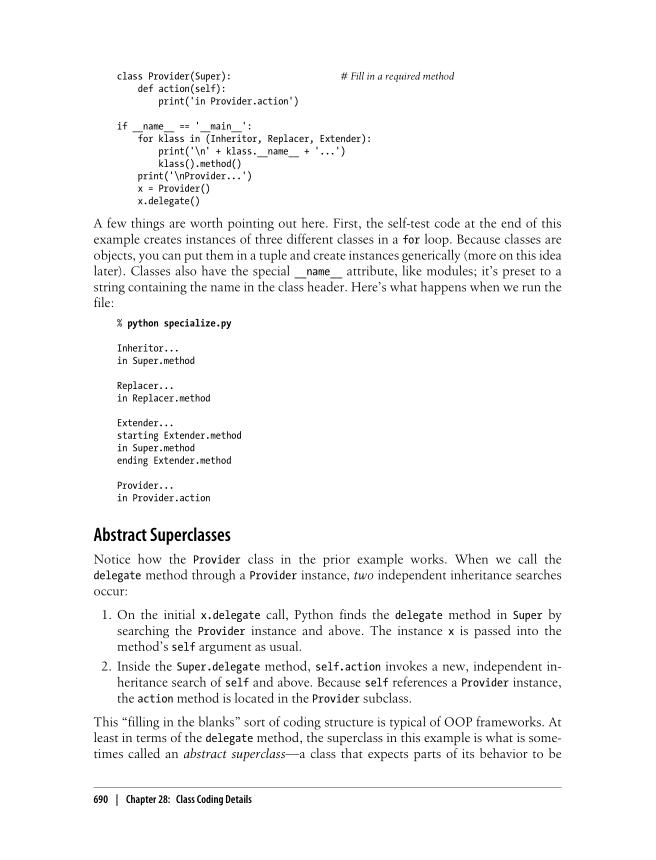 class Provider(Super): # Fill in a required method
    def action(self):
        print('in Provider.action')
if __name__ == '__main__':
    for klass in (Inheritor, Replacer, Extender):
        print('\n' + klass.__name__ + '...')
        klass().method()
    print('\nProvider...')
    x = Provider()
    x.delegate()
A few things are worth pointing out here. First, the self-test code at the end of this
example creates instances of three different classes in a for loop. Because classes are
objects, you can put them in a tuple and create instances generically (more on this idea
later). Classes also have the special __name__ attribute, like modules; it's preset to a
string containing the name in the class header. Here's what happens when we run the
file:
% python specialize.py
Inheritor...
in Super.method
Replacer...
in Replacer.method
Extender...
starting Extender.method
in Super.method
ending Extender.method
Provider...
in Provider.action
Abstract Superclasses
Notice how the Provider class in the prior example works. When we call the
delegate method through a Provider instance, two independent inheritance searches
occur:
1. On the initial x.delegate call, Python finds the delegate method in Super by
searching the Provider instance and above. The instance x is passed into the
method's self argument as usual.
2. Inside the Super.delegate method, self.action invokes a new, independent in-
heritance search of self and above. Because self references a Provider instance,
the action method is located in the Provider subclass.
This “filling in the blanks” sort of coding structure is typical of OOP frameworks. At
least in terms of the delegate method, the superclass in this example is what is some-
times called an abstract superclass—a class that expects parts of its behavior to be
690 | Chapter 28: Class Coding Details